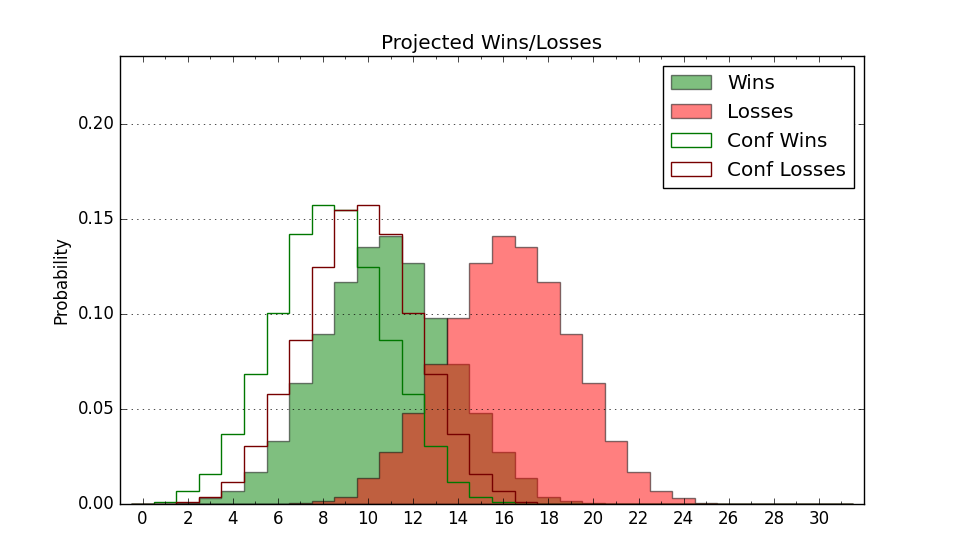 Projected Wins/Losses
Wins
Losses
Conf Wins
Conf Losses
Probability
0.20
0.15
0.10
0.05
0.00
0 2 4 6 8 10 12 14 16 18 20 22 24 26 28 30